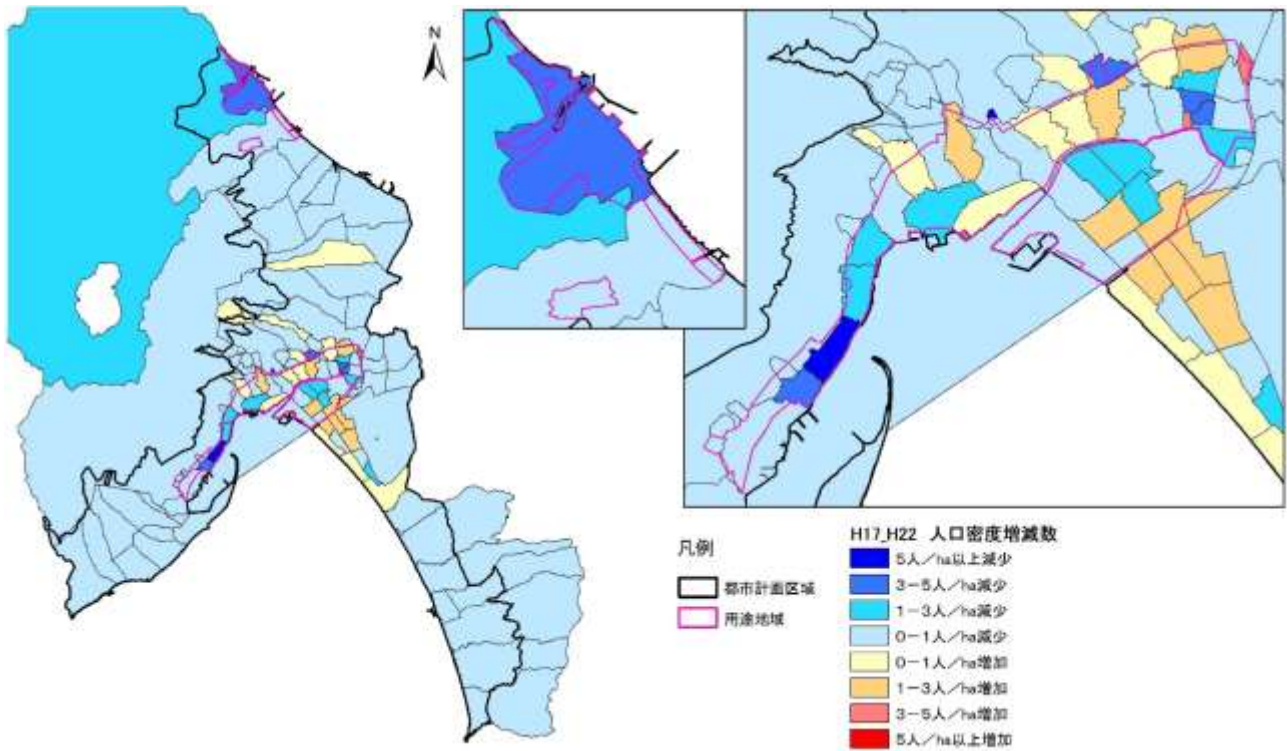 N
凡例
都市計画区域
用途地域
H17_H22 人口密度増減数
5人/ha以上減少
3-5人/ha減少
1-3人/ha減少
0-1人/ha減少
0-1人/ha増加
1-3人/ha増加
3-5人/ha増加
5人/ha以上増加